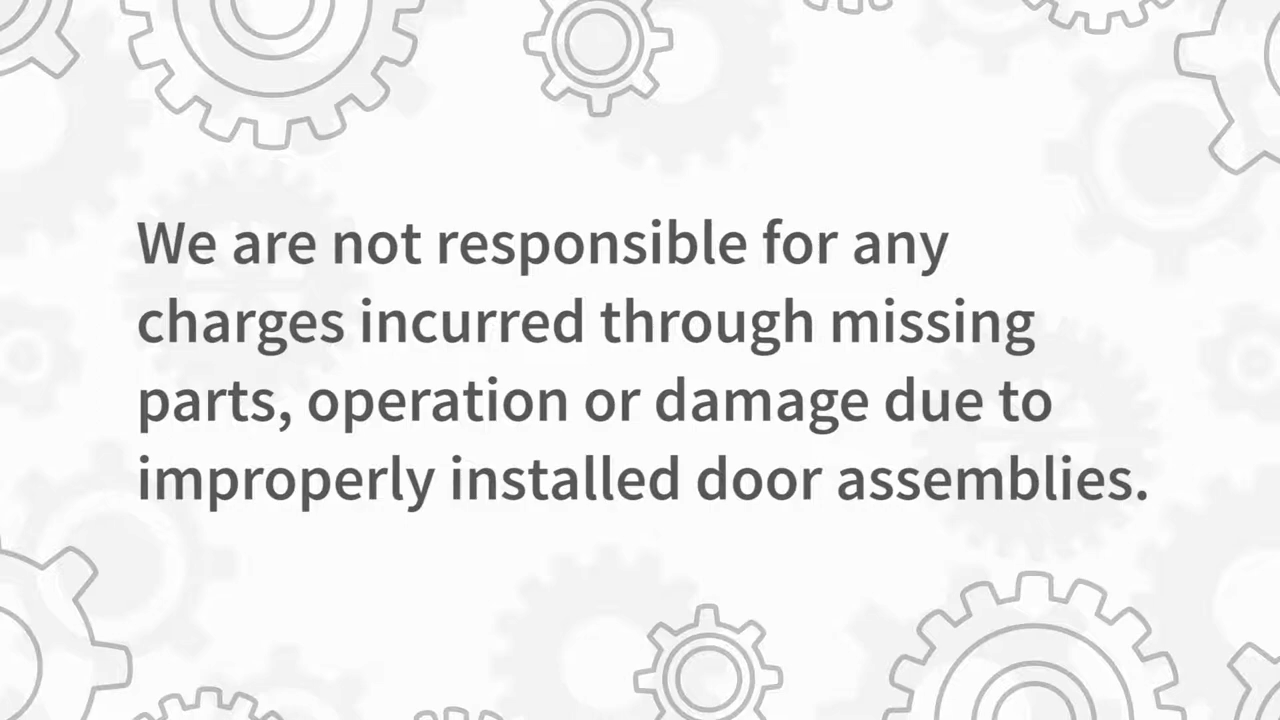 We are not responsible for any
charges incurred through missing
parts, operation or damage due to
improperly installed door assemblies.